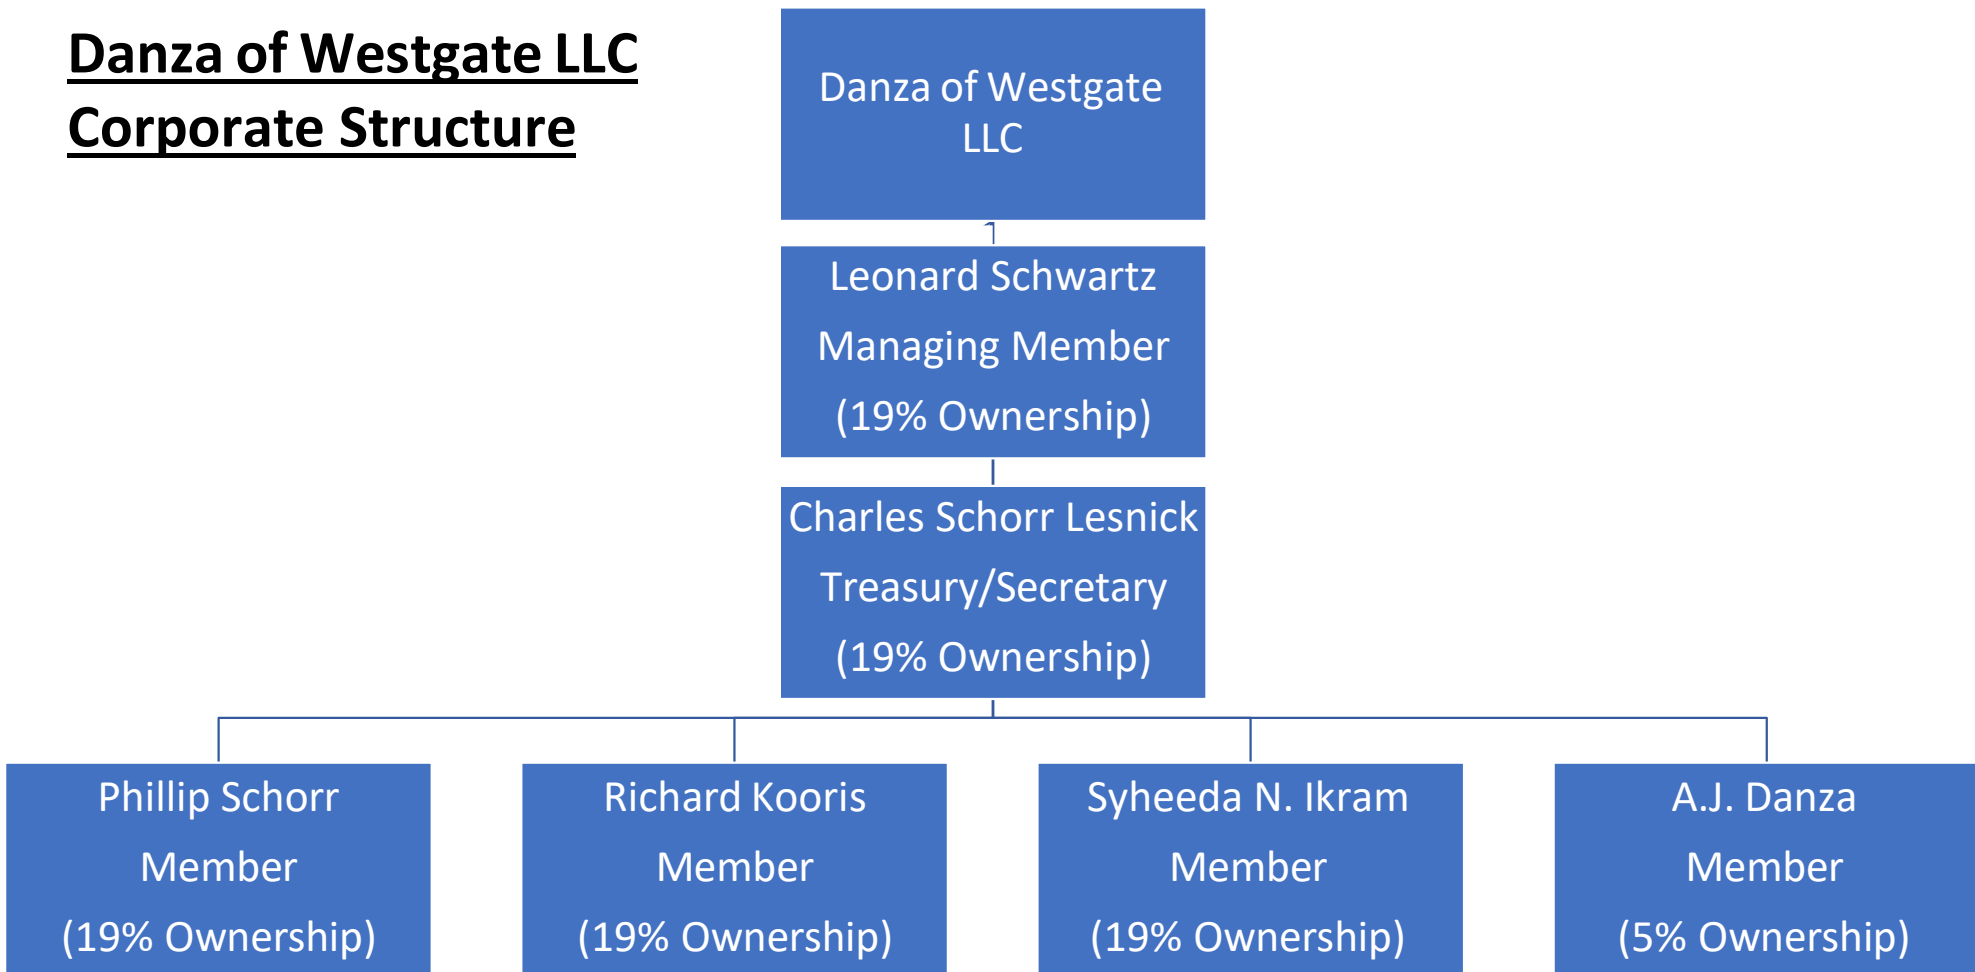 Danza of Westgate LLC
Corporate Structure
Danza of Westgate
LLC
Leonard Schwartz
Managing Member
(19% Ownership)
Charles Schorr Lesnick
Treasury/Secretary
(19% Ownership)
Phillip Schorr
Member
(19% Ownership)
Richard Kooris
Member
(19% Ownership)
Syheeda N. Ikram
Member
(19% Ownership)
A.J. Danza
Member
(5% Ownership)